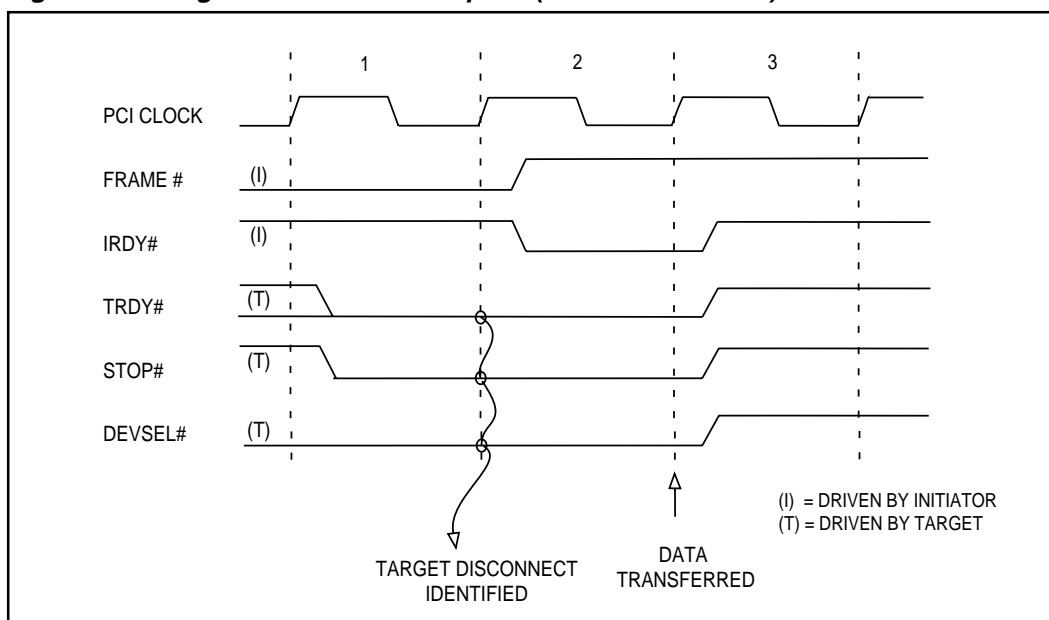 1 2 3
PCI CLOCK
FRAME # (I)
IRDY# (I)
TRDY# (T)
STOP# (T)
DEVSEL# (T)
(I) = DRIVEN BY INITIATOR
(T) = DRIVEN BY TARGET
TARGET DISCONNECT
IDENTIFIED
DATA
TRANSFERRED